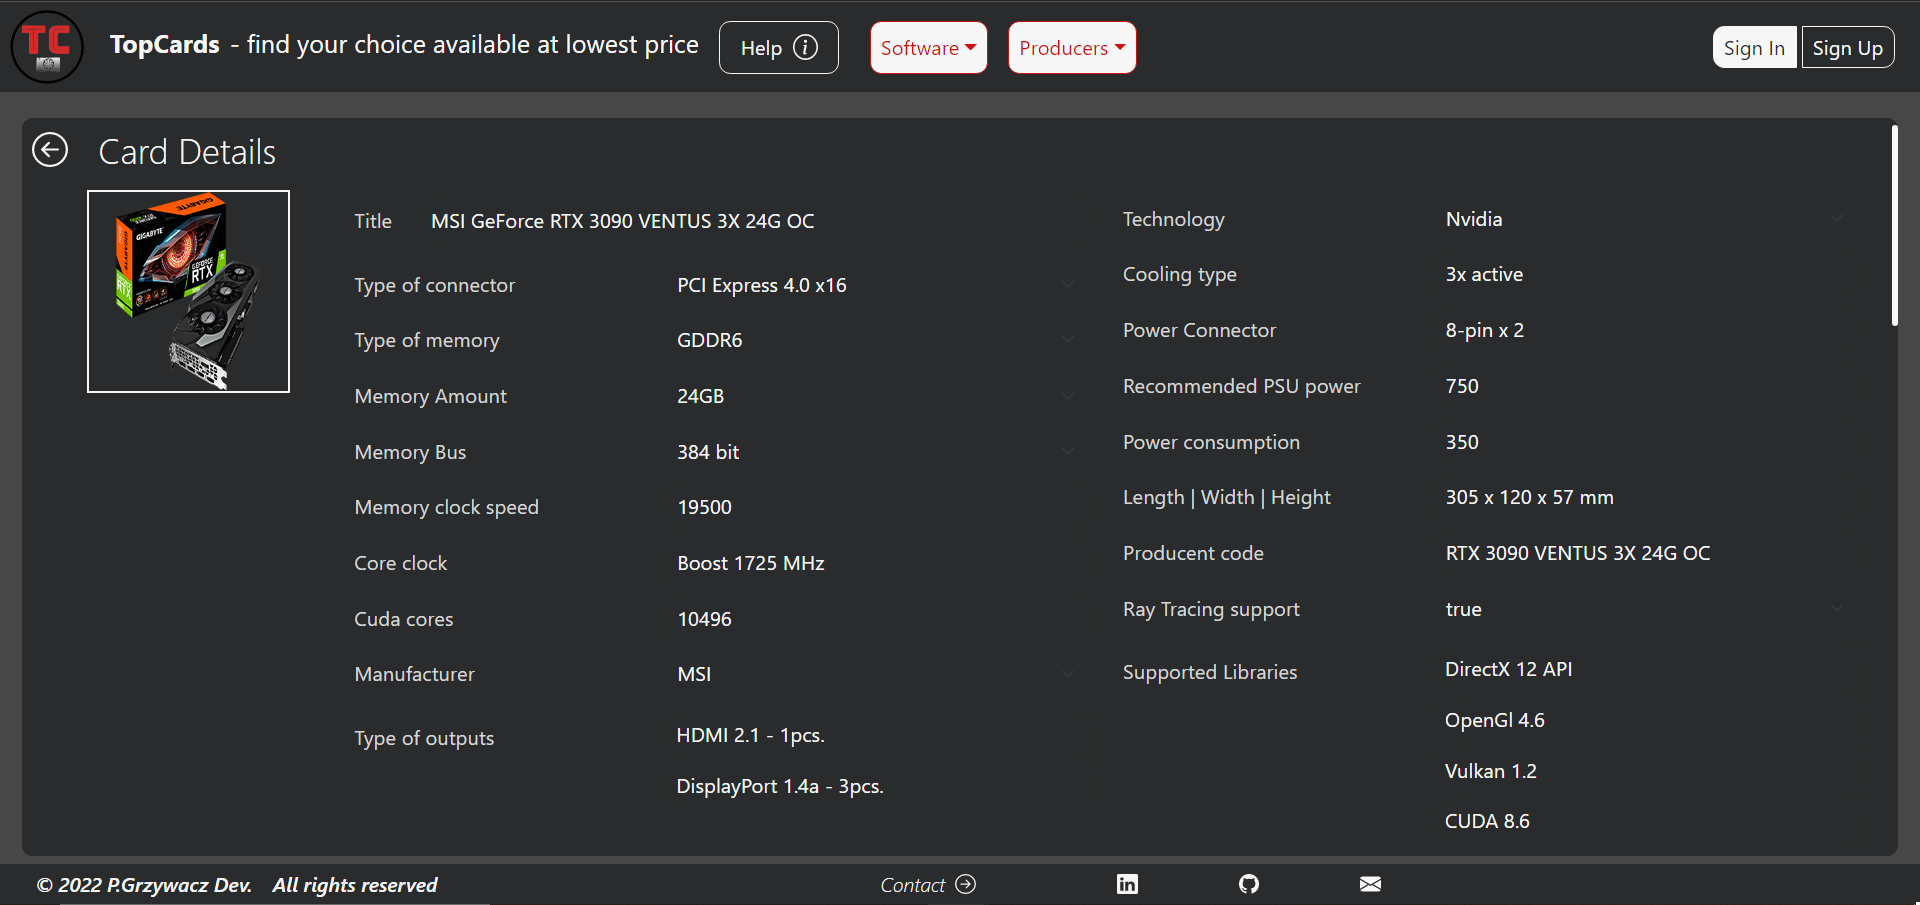 TC
TopCards - find your choice available at lowest price
Help
Software
Producers
Sign In
Sign Up
Card Details
GIGABYTE
GIGABYTE
GEFORCE
RTX
RTX
Title MSI GeForce RTX 3090 VENTUS 3X 24G OC
Type of connector PCI Express 4.0 x16
Type of memory GDDR6
Memory Amount 24GB
Memory Bus 384 bit
Memory clock speed 19500
Core clock Boost 1725 MHz
Cuda cores 10496
Manufacturer MSI
Type of outputs HDMI 2.1 - 1pcs.
DisplayPort 1.4a - 3pcs.
Technology Nvidia
Cooling type 3x active
Power Connector 8-pin x 2
Recommended PSU power 750
Power consumption 350
Length | Width | Height 305 x 120 x 57 mm
Producent code RTX 3090 VENTUS 3X 24G OC
Ray Tracing support true
Supported Libraries DirectX 12 API
OpenGl 4.6
Vulkan 1.2
CUDA 8.6
© 2022 P.Grzywacz Dev. All rights reserved
Contact
in